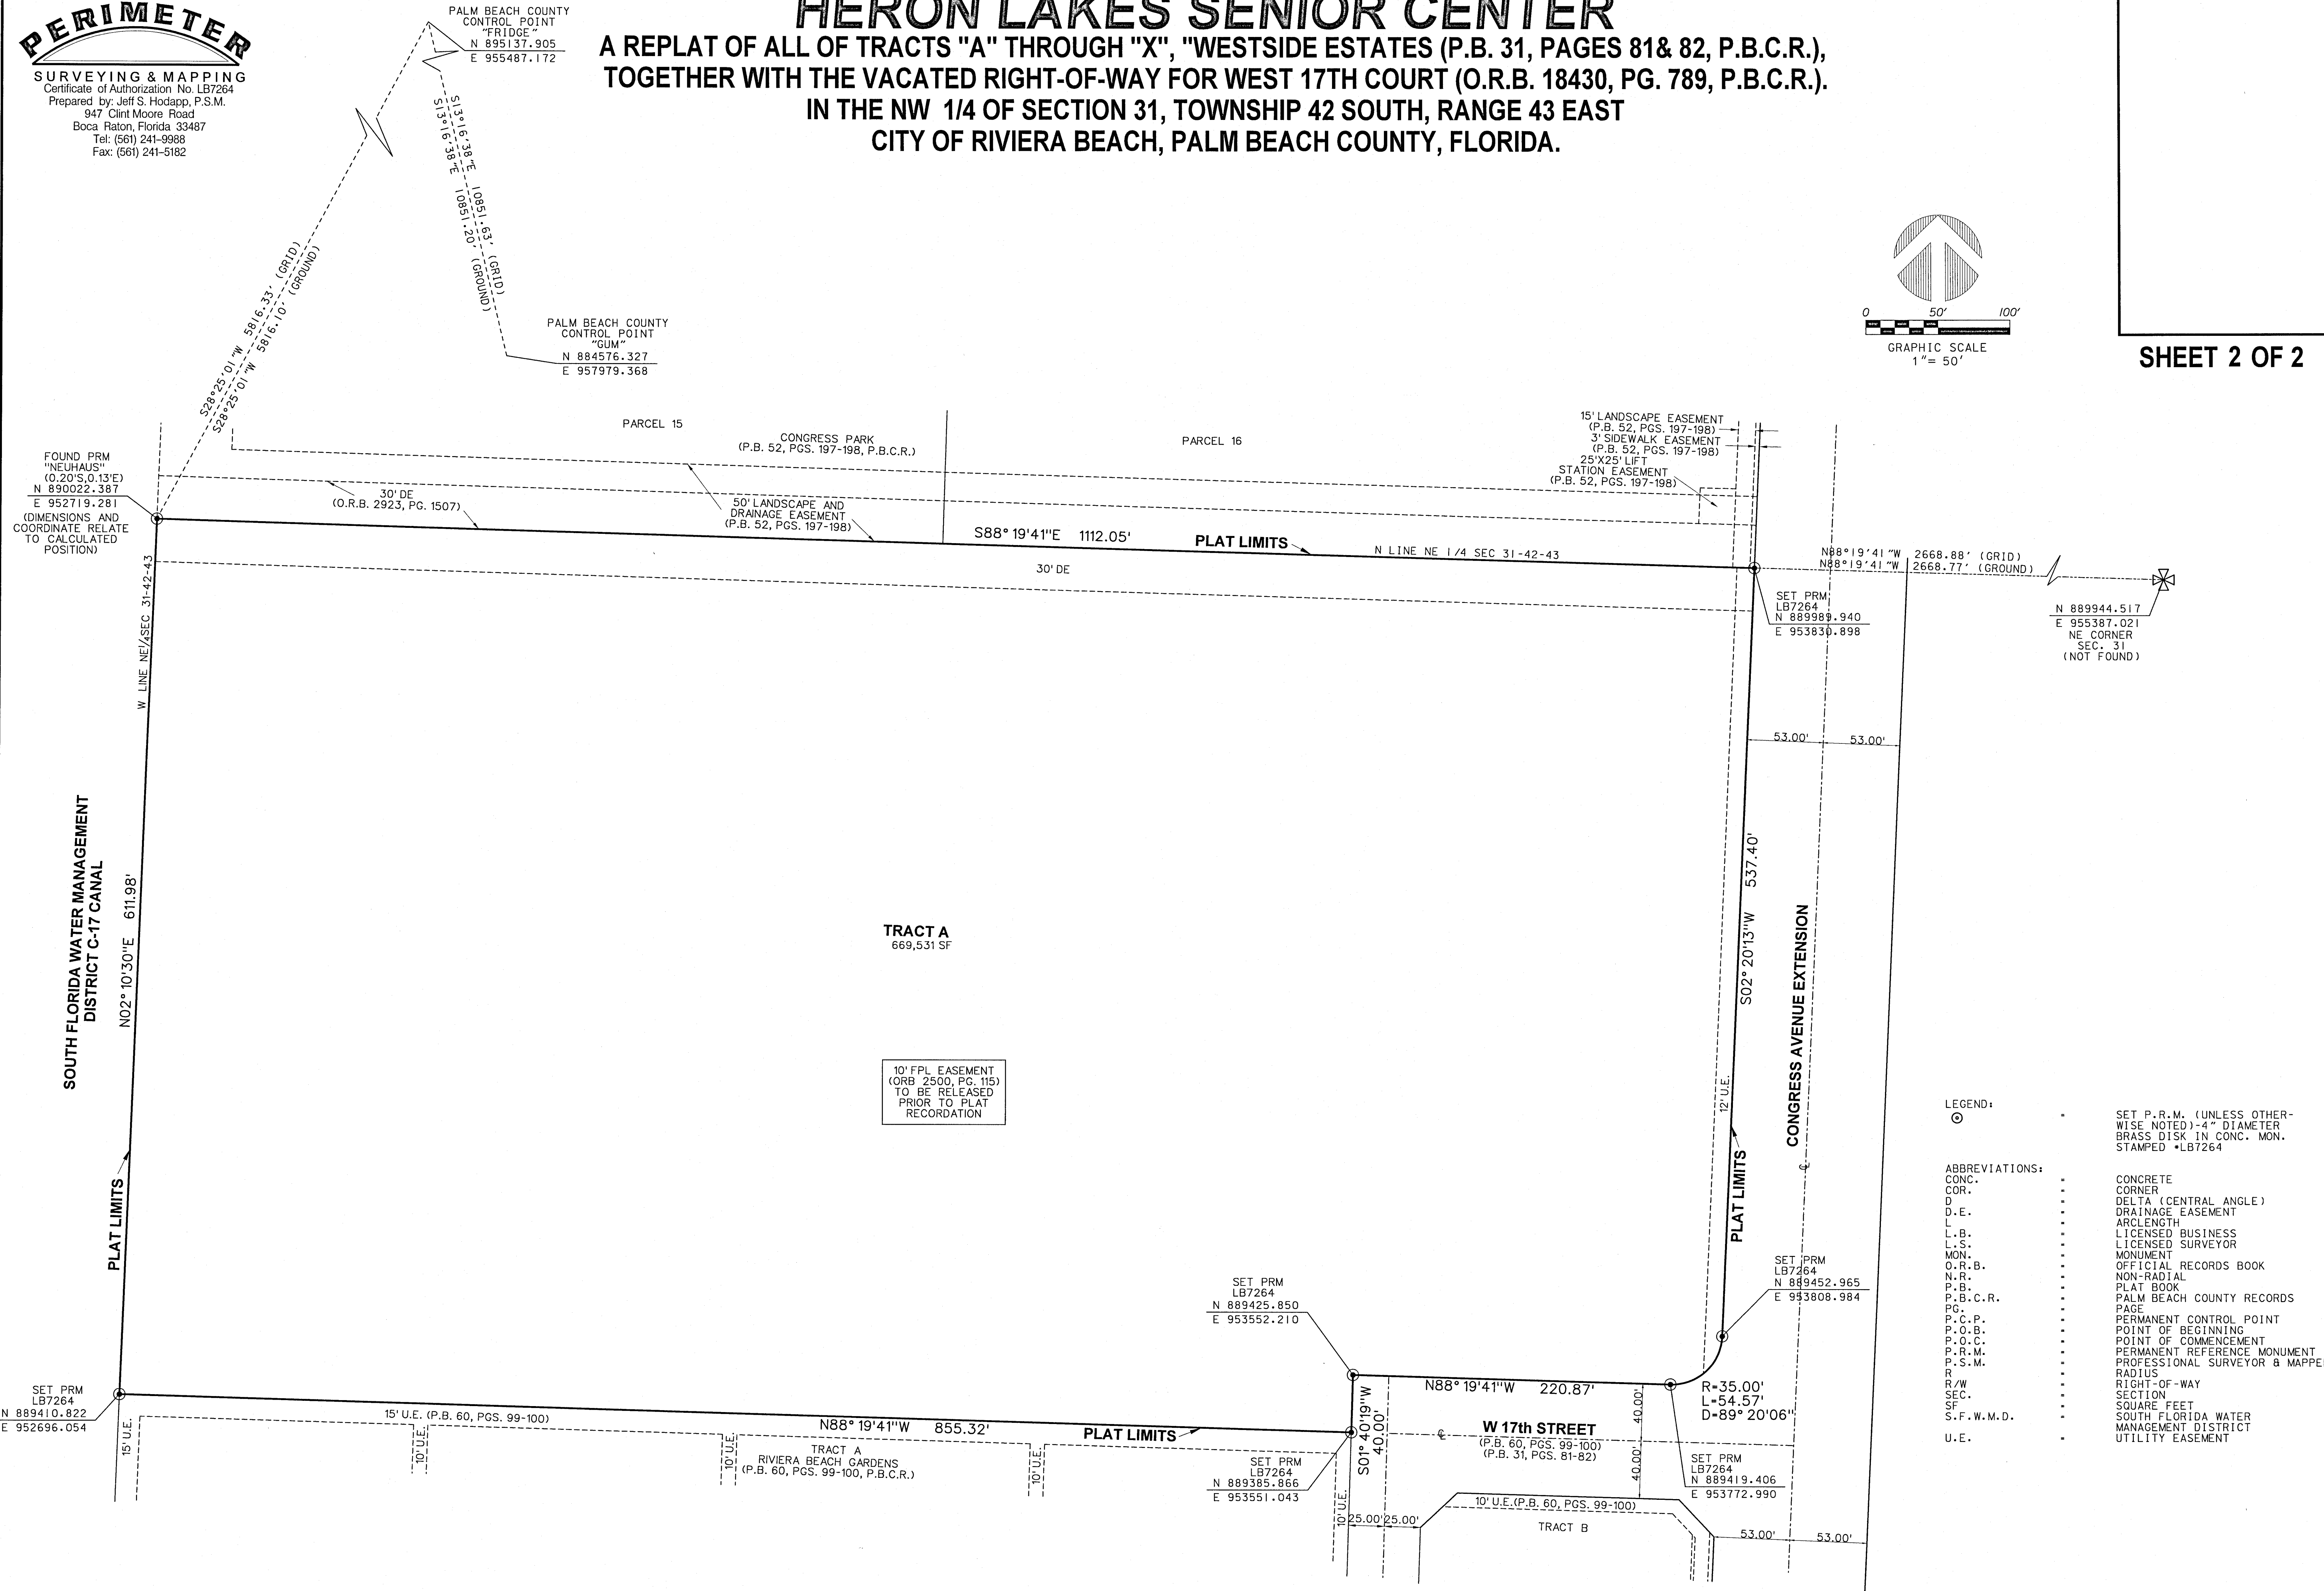 PERIMETER
SURVEYING & MAPPING
Certificate of Authorization No. LB7264
Prepared by: Jeff S. Hodapp, P.S.M.
947 Clint Moore Road
Boca Raton, Florida 33487
Tel: (561) 241-9988
Fax: (561) 241-5182
HERON LAKES SENIOR CENTER
A REPLAT OF ALL OF TRACTS "A" THROUGH "X", "WESTSIDE ESTATES (P.B. 31, PAGES 81& 82, P.B.C.R.),
TOGETHER WITH THE VACATED RIGHT-OF-WAY FOR WEST 17TH COURT (O.R.B. 18430, PG. 789, P.B.C.R.).
IN THE NW 1/4 OF SECTION 31, TOWNSHIP 42 SOUTH, RANGE 43 EAST
CITY OF RIVIERA BEACH, PALM BEACH COUNTY, FLORIDA.
PALM BEACH COUNTY
CONTROL POINT
"FRIDGE"
N 895137.905
E 955487.172
S13°16'38"E 10851.63' (GRID)
S13°16'38"E 10851.20' (GROUND)
S28°25'01"W 5816.33' (GRID)
S28°25'01"W 5816.10' (GROUND)
PALM BEACH COUNTY
CONTROL POINT
"GUM"
N 884576.327
E 957979.368
0 50' 100'
GRAPHIC SCALE
1"= 50'
SHEET 2 OF 2
FOUND PRM
"NEUHAUS"
(0.20'S,0.13'E)
N 890022.387
E 952719.281
(DIMENSIONS AND
COORDINATE RELATE
TO CALCULATED
POSITION)
PARCEL 15
CONGRESS PARK
(P.B. 52, PGS. 197-198, P.B.C.R.)
PARCEL 16
15' LANDSCAPE EASEMENT
(P.B. 52, PGS. 197-198)
3' SIDEWALK EASEMENT
(P.B. 52, PGS. 197-198)
25'X25' LIFT
STATION EASEMENT
(P.B. 52, PGS. 197-198)
30' DE
(O.R.B. 2923, PG. 1507)
50' LANDSCAPE AND
DRAINAGE EASEMENT
(P.B. 52, PGS. 197-198)
S88° 19'41"E 1112.05'
PLAT LIMITS
N LINE NE 1/4 SEC 31-42-43
30' DE
N88°19'41"W 2668.88' (GRID)
N88°19'41"W 2668.77' (GROUND)
SET PRM
LB7264
N 889989.940
E 953830.898
N 889944.517
E 955387.021
NE CORNER
SEC. 31
(NOT FOUND)
W LINE NE1/4SEC 31-42-43
53.00' 53.00'
SOUTH FLORIDA WATER MANAGEMENT
DISTRICT C-17 CANAL
N02° 10'30"E 611.98'
PLAT LIMITS
TRACT A
669,531 SF
10' FPL EASEMENT
(ORB 2500, PG. 115)
TO BE RELEASED
PRIOR TO PLAT
RECORDATION
S02° 20'13"W 537.40'
12' U.E.
PLAT LIMITS
CONGRESS AVENUE EXTENSION
LEGEND:
= SET P.R.M. (UNLESS OTHER-
WISE NOTED)-4" DIAMETER
BRASS DISK IN CONC. MON.
STAMPED *LB7264
ABBREVIATIONS:
CONC. = CONCRETE
COR. = CORNER
D = DELTA (CENTRAL ANGLE)
D.E. = DRAINAGE EASEMENT
L = ARCLENGTH
L.B. = LICENSED BUSINESS
L.S. = LICENSED SURVEYOR
MON. = MONUMENT
O.R.B. = OFFICIAL RECORDS BOOK
N.R. = NON-RADIAL
P.B. = PLAT BOOK
P.B.C.R. = PALM BEACH COUNTY RECORDS
PG. = PAGE
P.C.P. = PERMANENT CONTROL POINT
P.O.B. = POINT OF BEGINNING
P.O.C. = POINT OF COMMENCEMENT
P.R.M. = PERMANENT REFERENCE MONUMENT
P.S.M. = PROFESSIONAL SURVEYOR & MAPPE
R = RADIUS
R/W = RIGHT-OF-WAY
SEC. = SECTION
SF = SQUARE FEET
S.F.W.M.D. = SOUTH FLORIDA WATER
MANAGEMENT DISTRICT
U.E. = UTILITY EASEMENT
SET PRM
LB7264
N 889425.850
E 953552.210
SET PRM
LB7264
N 889452.965
E 953808.984
SET PRM
LB7264
N 889410.822
E 952696.054
15' U.E.
15' U.E. (P.B. 60, PGS. 99-100)
10' U.E.
10' U.E.
10' U.E.
N88° 19'41"W 855.32'
PLAT LIMITS
TRACT A
RIVIERA BEACH GARDENS
(P.B. 60, PGS. 99-100, P.B.C.R.)
SET PRM
LB7264
N 889385.866
E 953551.043
S01° 40'19"W
40.00'
N88° 19'41"W 220.87'
R=35.00'
L=54.57'
D=89° 20'06"
40.00'
40.00'
W 17th STREET
(P.B. 60, PGS. 99-100)
(P.B. 31, PGS. 81-82)
SET PRM
LB7264
N 889419.406
E 953772.990
10' U.E.
25.00' 25.00'
10' U.E.(P.B. 60, PGS. 99-100)
TRACT B
53.00' 53.00'